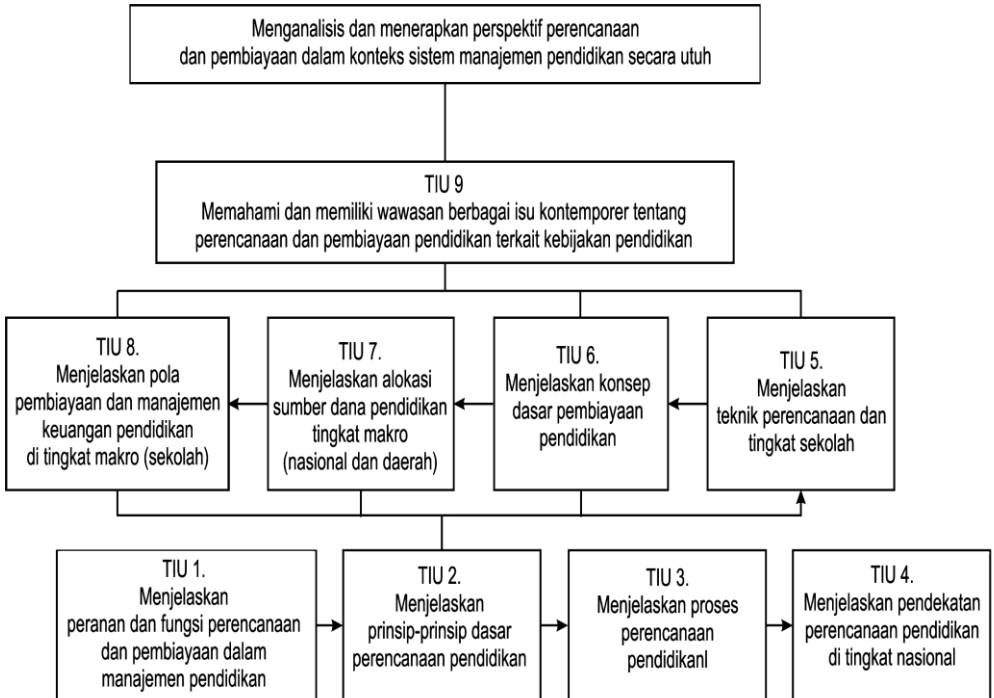 Menganalisis dan menerapkan perspektif perencanaan
dan pembiayaan dalam konteks sistem manajemen pendidikan secara utuh
TIU 9
Memahami dan memiliki wawasan berbagai isu kontemporer tentang
perencanaan dan pembiayaan pendidikan terkait kebijakan pendidikan
TIU 8.
Menjelaskan pola
pembiayaan dan manajemen
keuangan pendidikan
di tingkat makro (sekolah)
TIU 7.
Menjelaskan alokasi
sumber dana pendidikan
tingkat makro
(nasional dan daerah)
TIU 6.
Menjelaskan konsep
dasar pembiayaan
pendidikan
TIU 5.
Menjelaskan
teknik perencanaan dan
tingkat sekolah
TIU 1.
Menjelaskan
peranan dan fungsi perencanaan
dan pembiayaan dalam
manajemen pendidikan
TIU 2.
Menjelaskan
prinsip-prinsip dasar
perencanaan pendidikan
TIU 3.
Menjelaskan proses
perencanaan
pendidikanl
TIU 4.
Menjelaskan pendekatan
perencanaan pendidikan
di tingkat nasional